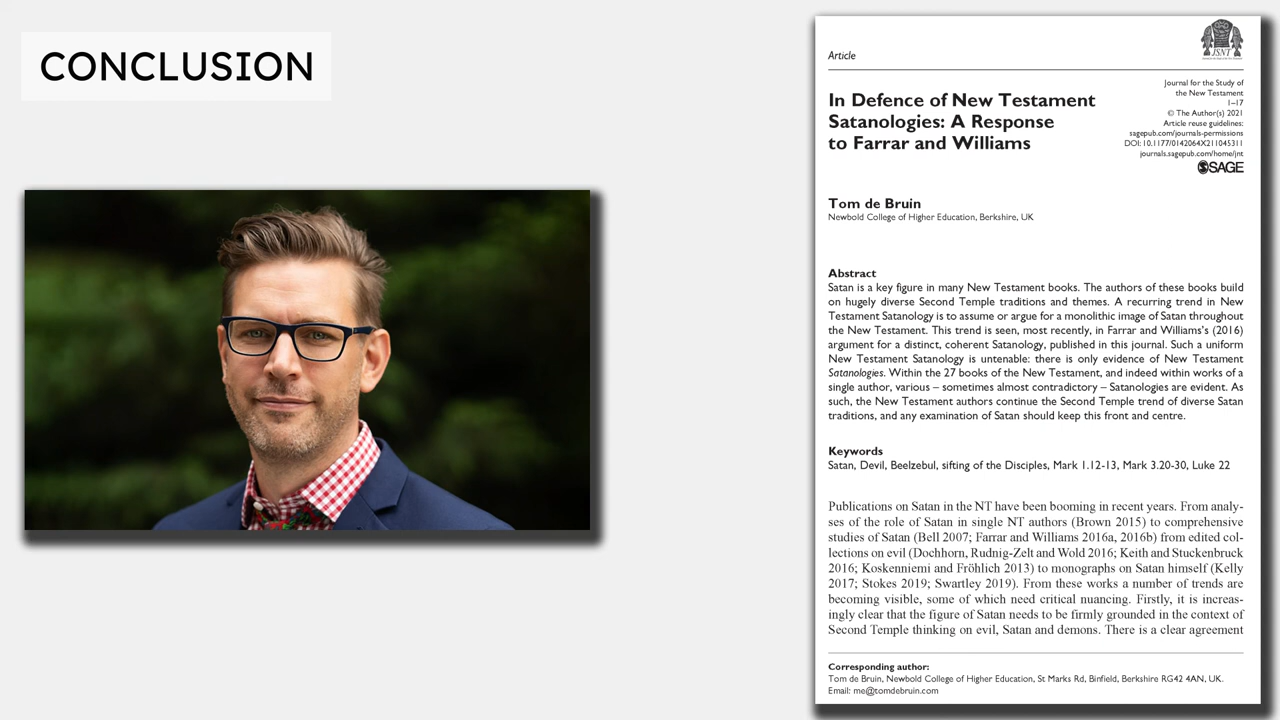 CONCLUSION
Article
JSNT
Journal for the Study of
the New Testament
1–17
© The Author(s) 2021
Article reuse guidelines:
sagepub.com/journals-permissions
DOI: 10.1177/0142064X211045311
journals.sagepub.com/home/jnt
SAGE
In Defence of New Testament
Satanologies: A Response
to Farrar and Williams
Tom de Bruin
Newbold College of Higher Education, Berkshire, UK
Abstract
Satan is a key figure in many New Testament books. The authors of these books build
on hugely diverse Second Temple traditions and themes. A recurring trend in New
Testament Satanology is to assume or argue for a monolithic image of Satan throughout
the New Testament. This trend is seen, most recently, in Farrar and Williams’s (2016)
argument for a distinct, coherent Satanology, published in this journal. Such a uniform
New Testament Satanology is untenable: there is only evidence of New Testament
Satanologies. Within the 27 books of the New Testament, and indeed within works of a
single author, various – sometimes almost contradictory – Satanologies are evident. As
such, the New Testament authors continue the Second Temple trend of diverse Satan
traditions, and any examination of Satan should keep this front and centre.
Keywords
Satan, Devil, Beelzebul, sifting of the Disciples, Mark 1.12-13, Mark 3.20-30, Luke 22
Publications on Satan in the NT have been booming in recent years. From analy-
ses of the role of Satan in single NT authors (Brown 2015) to comprehensive
studies of Satan (Bell 2007; Farrar and Williams 2016a, 2016b) from edited col-
lections on evil (Dochhorn, Rudnig-Zelt and Wold 2016; Keith and Stuckenbruck
2016; Koskenniemi and Fröhlich 2013) to monographs on Satan himself (Kelly
2017; Stokes 2019; Swartley 2019). From these works a number of trends are
becoming visible, some of which need critical nuancing. Firstly, it is increas-
ingly clear that the figure of Satan needs to be firmly grounded in the context of
Second Temple thinking on evil, Satan and demons. There is a clear agreement
Corresponding author:
Tom de Bruin, Newbold College of Higher Education, St Marks Rd, Binfield, Berkshire RG42 4AN, UK.
Email: me@tomdebruin.com